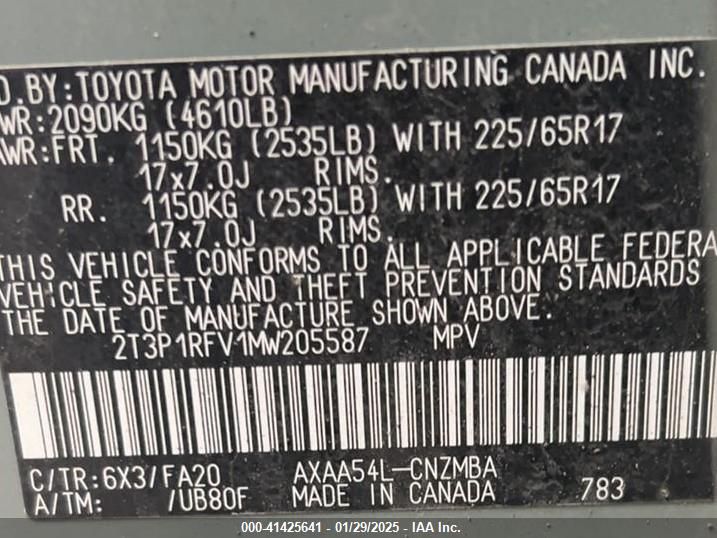 D.BY:TOYOTA MOTOR MANUFACTURING CANADA INC.
WR:2090KG (4610LB)
AWR:FRT. 1150KG (2535LB) WITH 225/65R17
17x7.0J RIMS.
RR. 1150KG (2535LB) WITH 225/65R17
17x7.0J RIMS.
THIS VEHICLE CONFORMS TO ALL APPLICABLE FEDERA
VEHICLE SAFETY AND THEFT PREVENTION STANDARDS
THE DATE OF MANUFACTURE SHOWN ABOVE.
2T3P1RFV1MW205587 MPV
C/TR:6X3/FA20 AXAA54L-CNZMBA
A/TM: /UB80F MADE IN CANADA 783
000-41425641 - 01/29/2025 - IAA Inc.